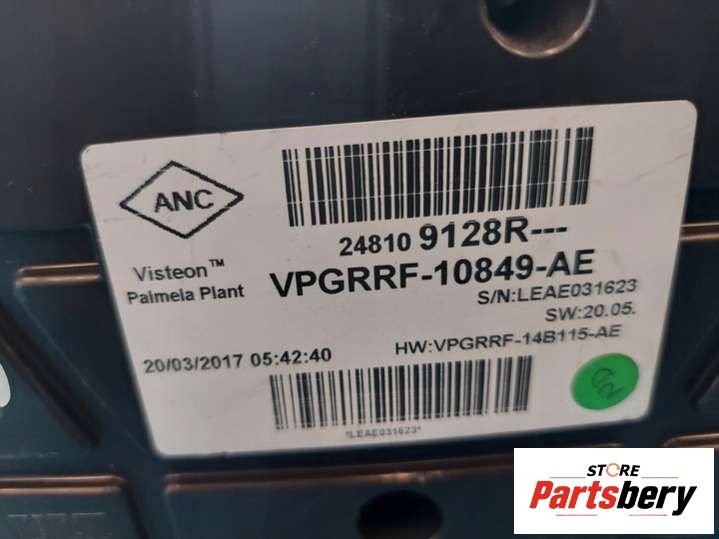 ANC
24810 9128R---
Visteon™
Palmela Plant
VPGRRF-10849-AE
S/N:LEAE031623
SW:20.05.
20/03/2017 05:42:40
HW:VPGRRF-14B115-AE
*LEAE031623*
STORE
Partsbery